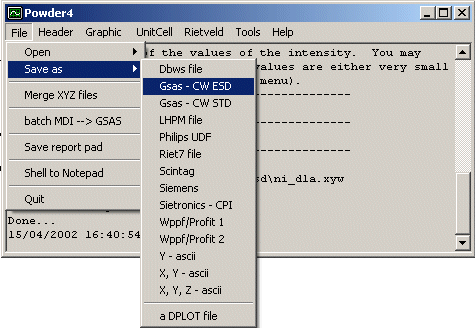 Powder4
File Header Graphic UnitCell Rietveld Tools Help
Open
Save as
Merge XYZ files
batch MDI --> GSAS
Save report pad
Shell to Notepad
Quit
Dbws file
Gsas - CW ESD
Gsas - CW STD
LHPM file
Philips UDF
Riet7 file
Scintag
Siemens
Sietronics - CPI
Wppf/Profit 1
Wppf/Profit 2
Y - ascii
X, Y - ascii
X, Y, Z - ascii
a DPLOT file
f the values of the intensity. You may
alues are either very small
menu).
--------------
--------------
--------------
sd\ni_dla.xyw
Done...
15/04/2002 16:40:54